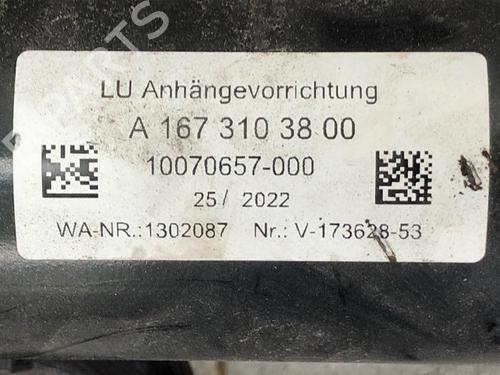 LU Anhängevorrichtung
A 167 310 38 00
10070657-000
25/ 2022
WA-NR.:1302087 Nr.: V-173628-53